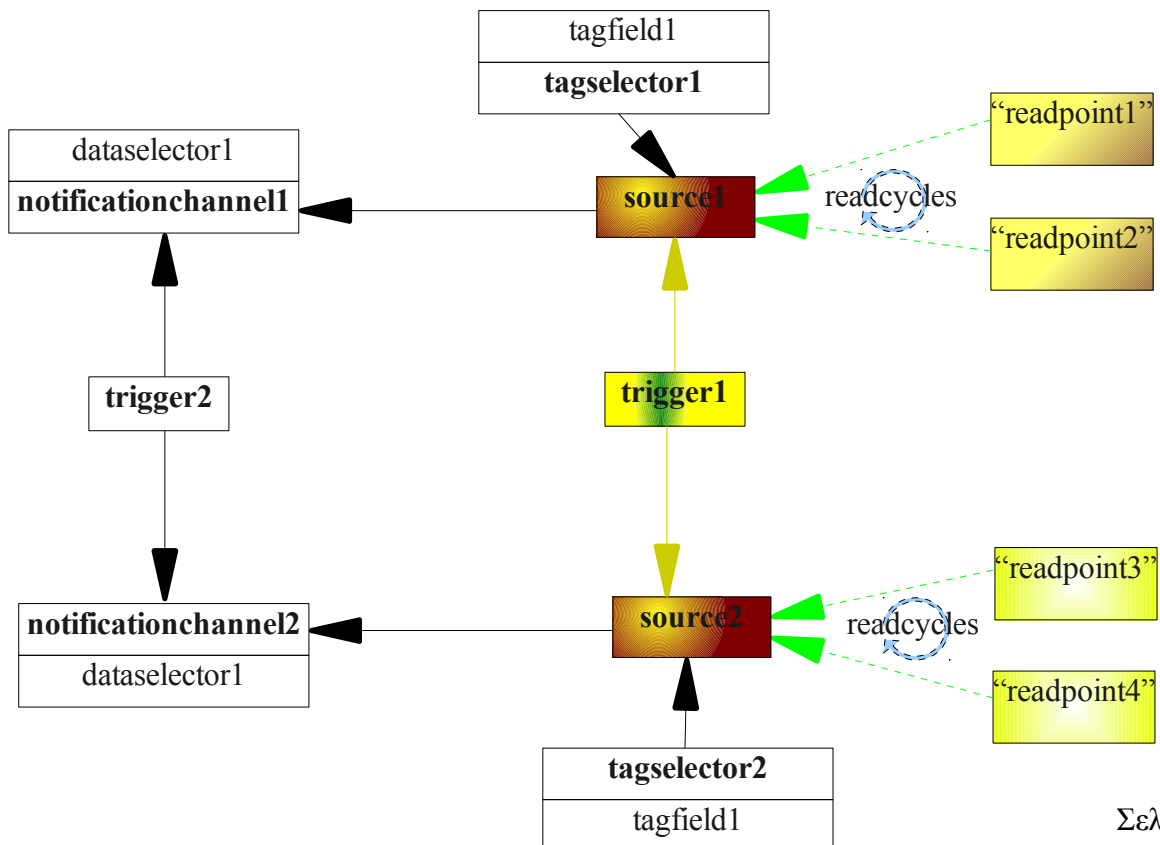 tagfield1
tagselector1
“readpoint1”
dataselector1
notificationchannel1
source1
readcycles
“readpoint2”
trigger2
trigger1
“readpoint3”
notificationchannel2
source2
readcycles
dataselector1
“readpoint4”
tagselector2
tagfield1
Σελ